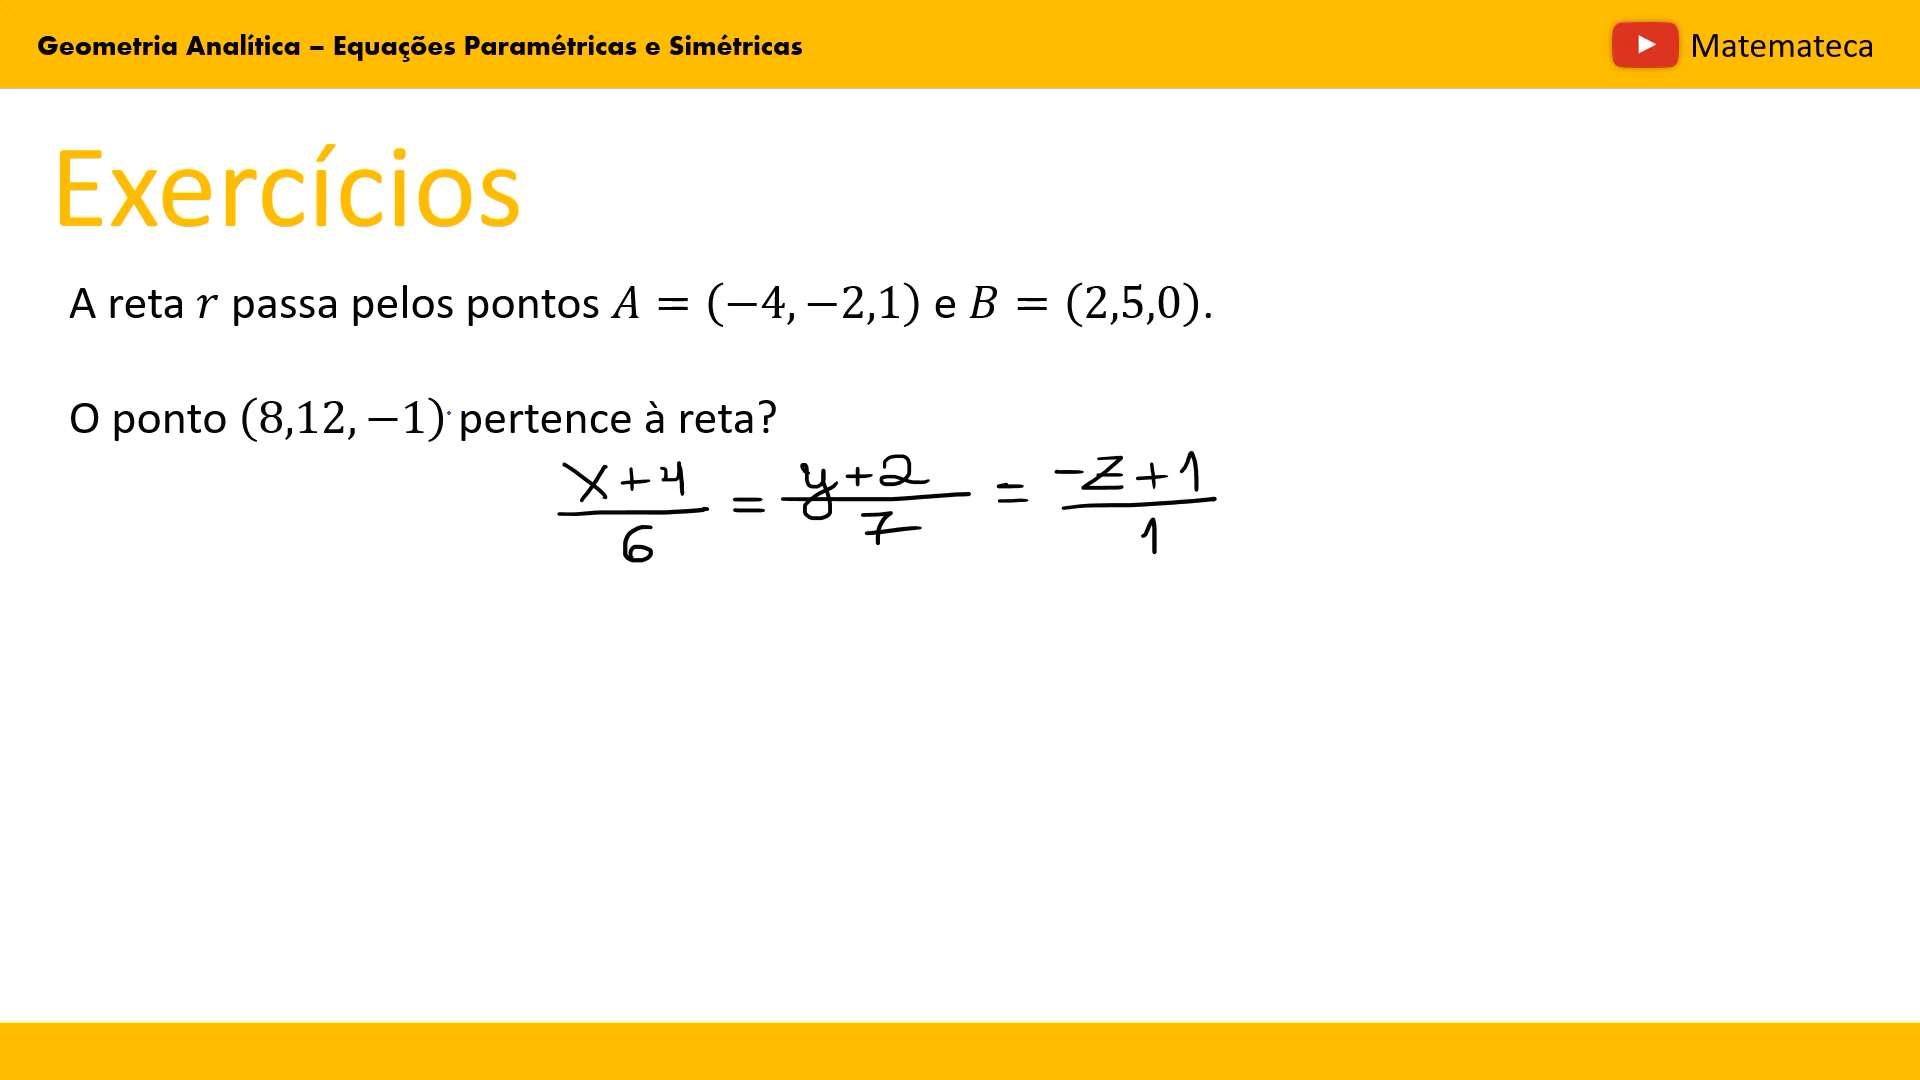 Geometria Analítica – Equações Paramétricas e Simétricas
Matemateca
Exercícios
A reta r passa pelos pontos A = (−4, −2,1) e B = (2,5,0).
O ponto (8,12, −1) pertence à reta?
x+4 / 6 = y+2 / 7 = -z+1 / 1